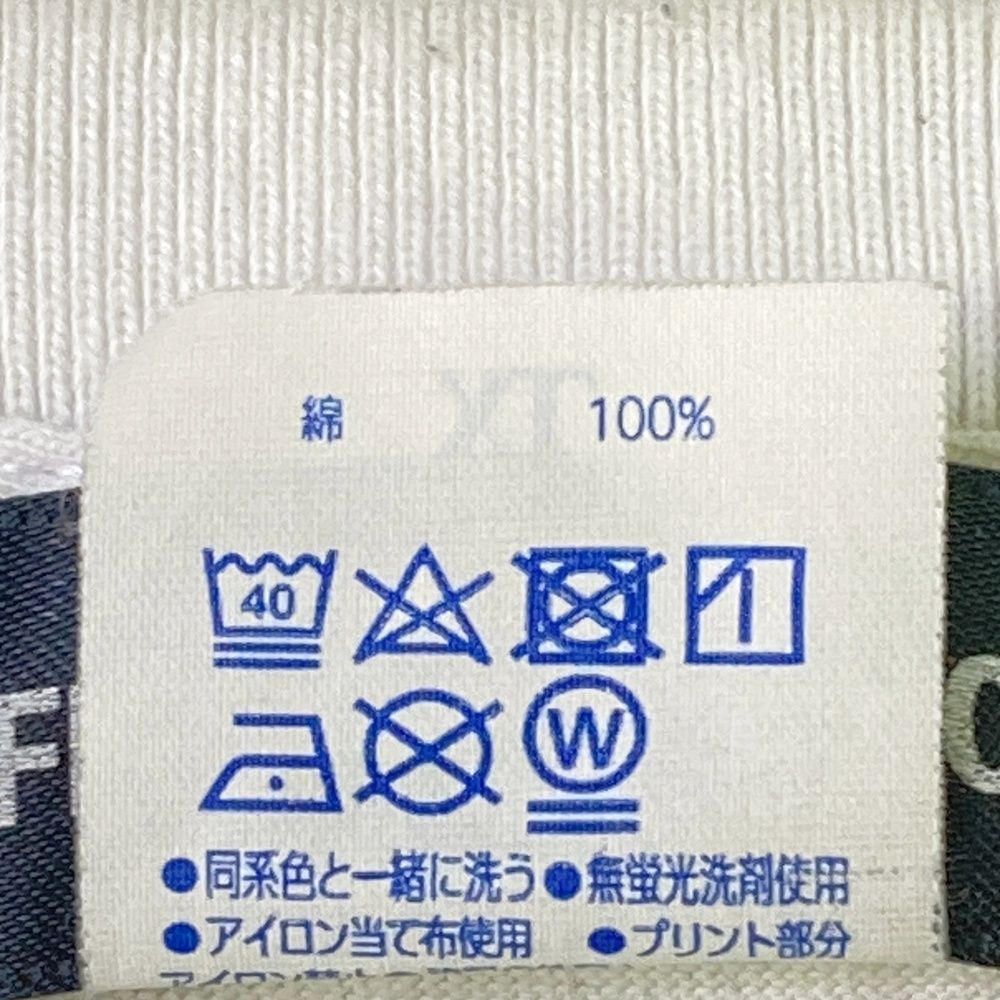 綿 100%
40
W
●同系色と一緒に洗う ●無蛍光洗剤使用
●アイロン当て布使用 ●プリント部分
F